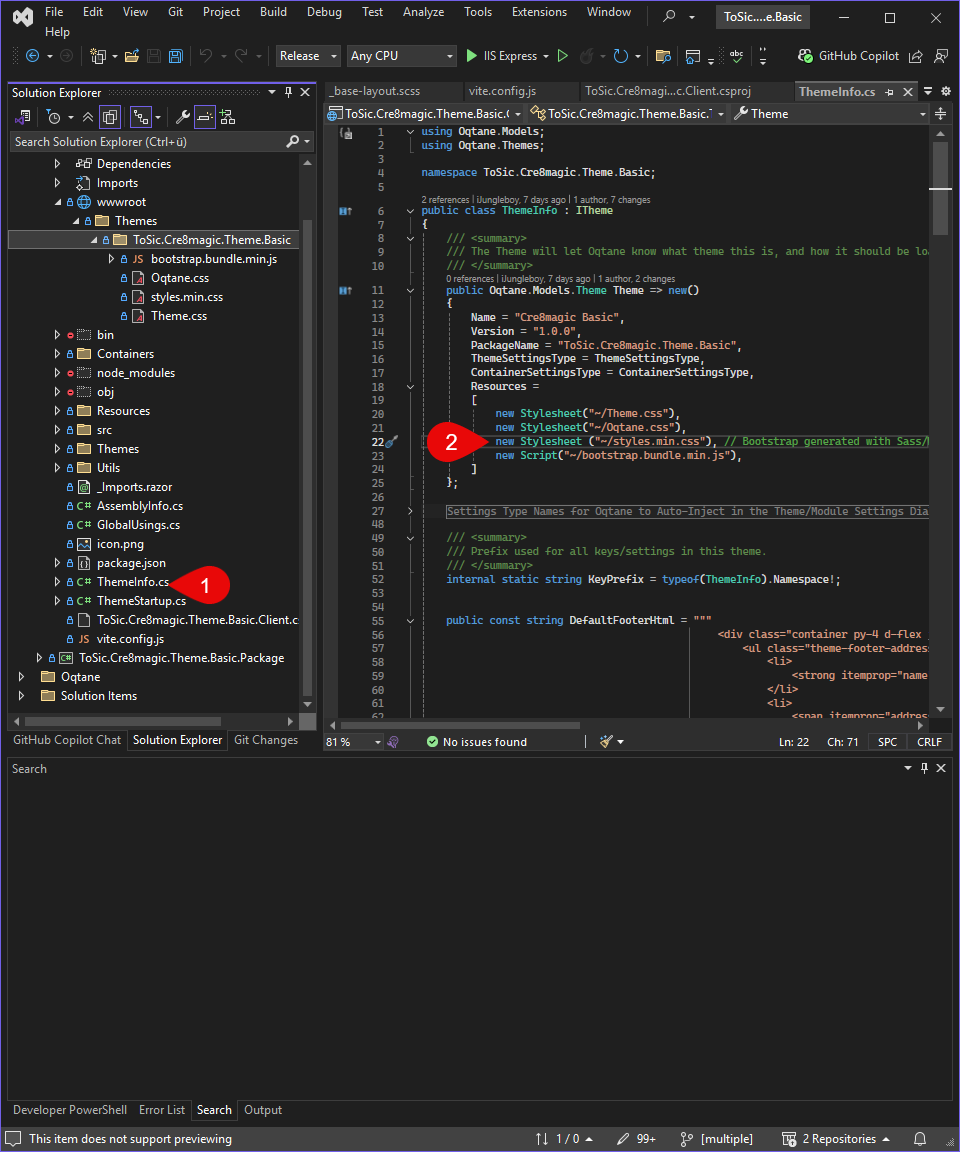 File Edit View Git Project Build Debug Test Analyze Tools Extensions Window ToSic....e.Basic
Help
Release Any CPU IIS Express GitHub Copilot
Solution Explorer
Search Solution Explorer (Ctrl+ü)
Dependencies
Imports
wwwroot
Themes
ToSic.Cre8magic.Theme.Basic
JS bootstrap.bundle.min.js
Oqtane.css
styles.min.css
Theme.css
bin
Containers
node_modules
obj
Resources
src
Themes
Utils
_Imports.razor
C# AssemblyInfo.cs
C# GlobalUsings.cs
icon.png
package.json
C# ThemeInfo.cs
1
C# ThemeStartup.cs
ToSic.Cre8magic.Theme.Basic.Client.c
JS vite.config.js
C# ToSic.Cre8magic.Theme.Basic.Package
Oqtane
Solution Items
GitHub Copilot Chat Solution Explorer Git Changes
_base-layout.scss vite.config.js ToSic.Cre8magi...c.Client.csproj ThemeInfo.cs
ToSic.Cre8magic.Theme.Basic.( ToSic.Cre8magic.Theme.Basic.T Theme
1 using Oqtane.Models;
2 using Oqtane.Themes;
3
4 namespace ToSic.Cre8magic.Theme.Basic;
5
2 references | iJungleboy, 7 days ago | 1 author, 7 changes
6 public class ThemeInfo : ITheme
7 {
8 /// <summary>
9 /// The Theme will let Oqtane know what theme this is, and how it should be loa
10 /// </summary>
0 references | iJungleboy, 7 days ago | 1 author, 2 changes
11 public Oqtane.Models.Theme Theme => new()
12 {
13 Name = "Cre8magic Basic",
14 Version = "1.0.0",
15 PackageName = "ToSic.Cre8magic.Theme.Basic",
16 ThemeSettingsType = ThemeSettingsType,
17 ContainerSettingsType = ContainerSettingsType,
18 Resources =
19 [
20 new Stylesheet("~/Theme.css"),
21 new Stylesheet("~/Oqtane.css"),
22 2 new Stylesheet ("~/styles.min.css"), // Bootstrap generated with Sass/
23 new Script("~/bootstrap.bundle.min.js"),
24 ]
25 };
26
27 Settings Type Names for Oqtane to Auto-Inject in the Theme/Module Settings Dia
48
49 /// <summary>
50 /// Prefix used for all keys/settings in this theme.
51 /// </summary>
52 internal static string KeyPrefix = typeof(ThemeInfo).Namespace!;
53
54
55 public const string DefaultFooterHtml = """
56 <div class="container py-4 d-flex
57 <ul class="theme-footer-addres
58 <li>
59 <strong itemprop="name
60 </li>
61 <li>
62 <span itemprop="addres
81 % No issues found Ln: 22 Ch: 71 SPC CRLF
Search
Developer PowerShell Error List Search Output
This item does not support previewing 1 / 0 99+ [multiple] 2 Repositories